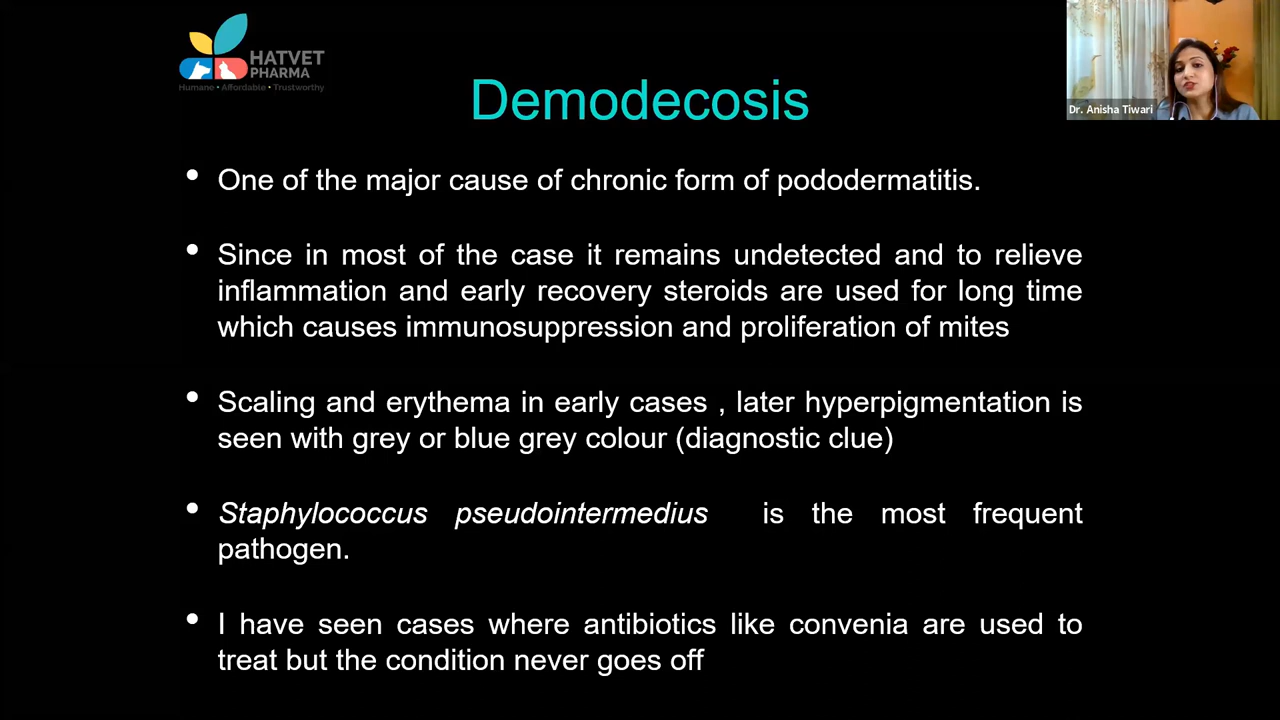 HATVET
PHARMA
Humane • Affordable • Trustworthy
Dr. Anisha Tiwari
Demodecosis
• One of the major cause of chronic form of pododermatitis.
• Since in most of the case it remains undetected and to relieve
inflammation and early recovery steroids are used for long time
which causes immunosuppression and proliferation of mites
• Scaling and erythema in early cases , later hyperpigmentation is
seen with grey or blue grey colour (diagnostic clue)
• Staphylococcus pseudointermedius is the most frequent
pathogen.
• I have seen cases where antibiotics like convenia are used to
treat but the condition never goes off